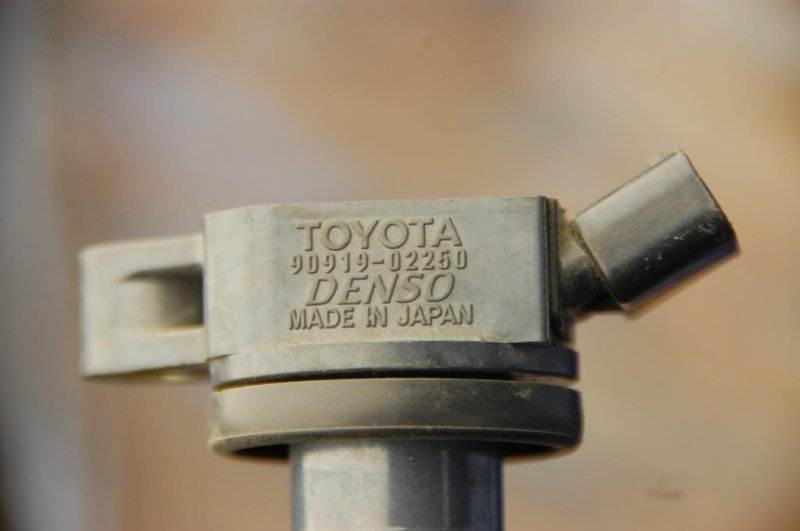 TOYOTA
90919-02250
DENSO
MADE IN JAPAN